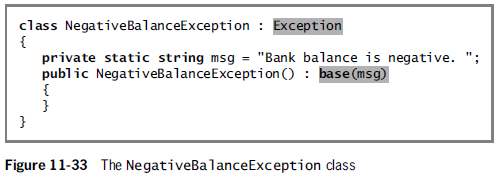 class NegativeBalanceException : Exception
{
   private static string msg = "Bank balance is negative. ";
   public NegativeBalanceException() : base(msg)
   {
   }
}
Figure 11-33 The NegativeBalanceException class